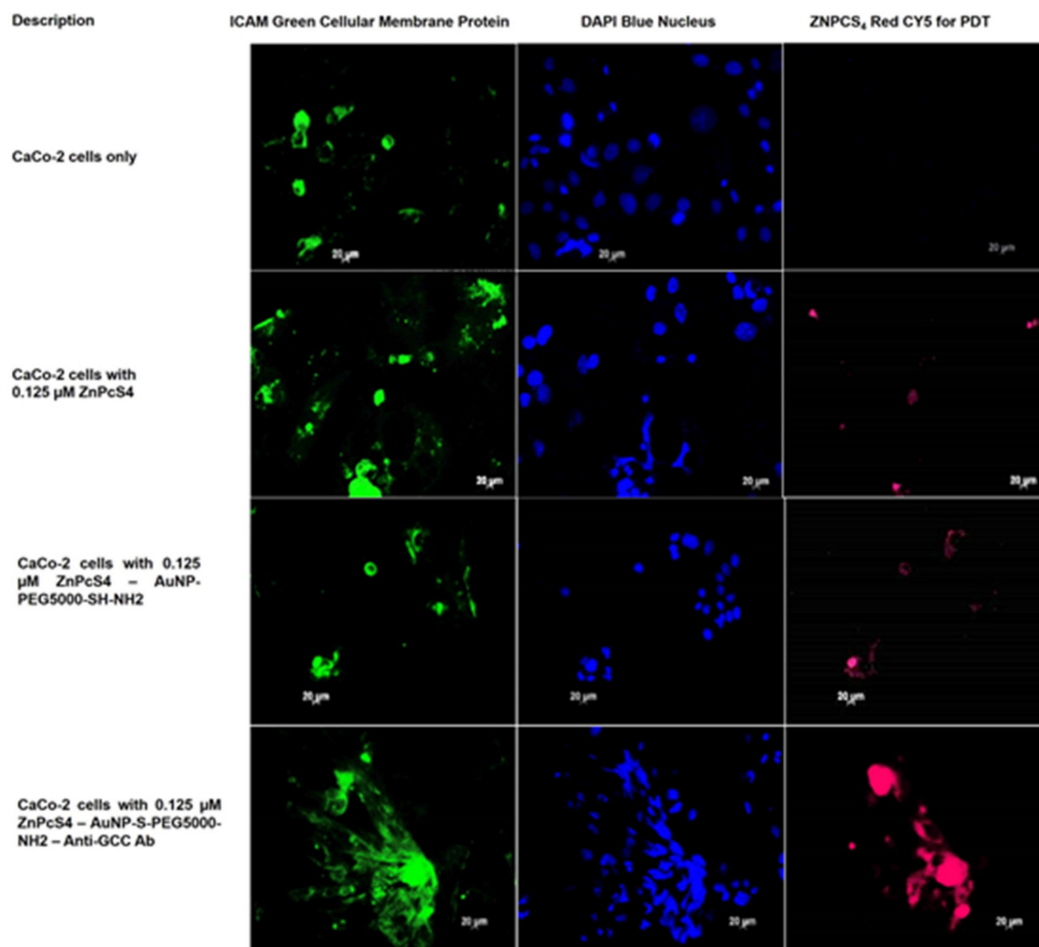 Description ICAM Green Cellular Membrane Protein DAPI Blue Nucleus ZNPCS₄ Red CY5 for PDT
CaCo-2 cells only
20 µm 20 µm 20 µm
CaCo-2 cells with
0.125 µM ZnPcS4
20 µm 20 µm 20 µm
CaCo-2 cells with 0.125
µM ZnPcS4 – AuNP-
PEG5000-SH-NH2
20 µm 20 µm 20 µm
CaCo-2 cells with 0.125 µM
ZnPcS4 – AuNP-S-PEG5000-
NH2 – Anti-GCC Ab
20 µm 20 µm 20 µm